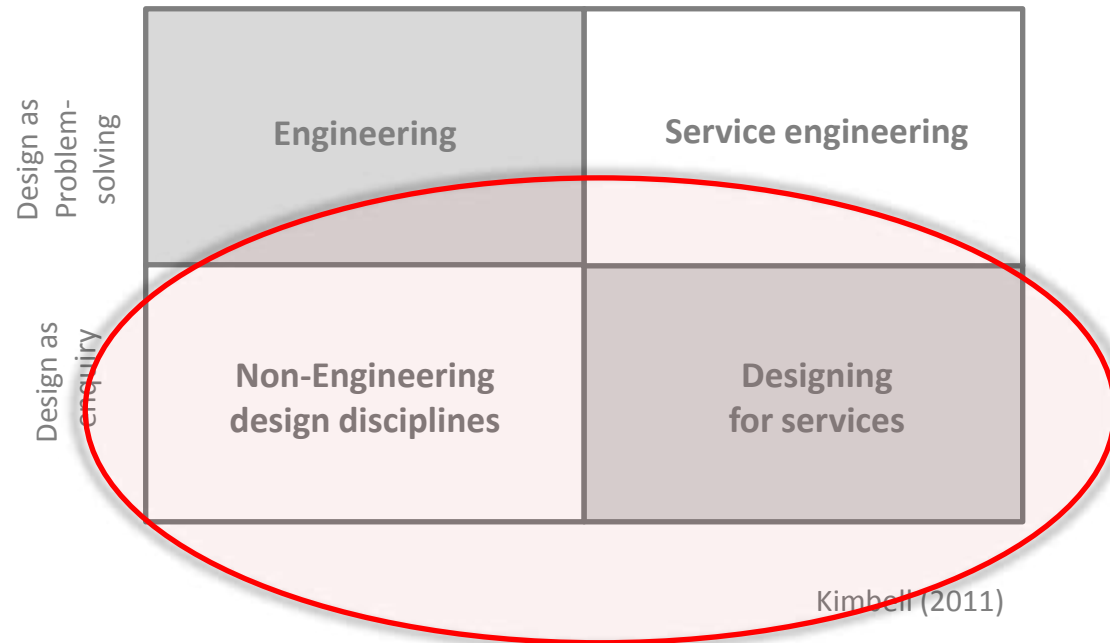 Design as
Problem-
solving
Engineering
Service engineering
Design as
enquiry
Non-Engineering
design disciplines
Designing
for services
Kimbell (2011)